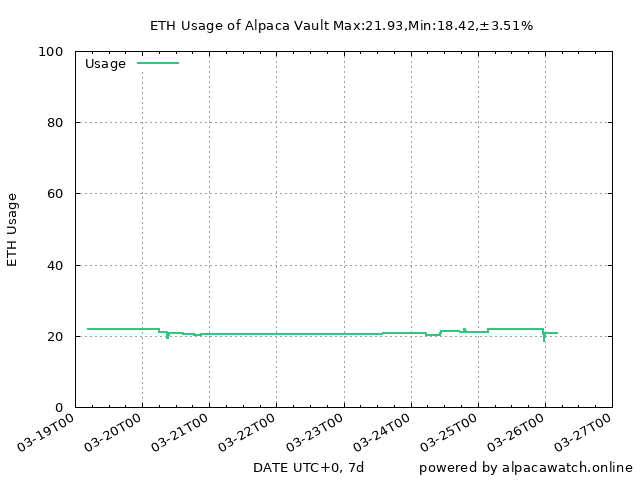 ETH Usage of Alpaca Vault Max:21.93,Min:18.42,±3.51%
Usage
100
80
60
40
20
0
ETH Usage
03-19T00
03-20T00
03-21T00
03-22T00
03-23T00
03-24T00
03-25T00
03-26T00
03-27T00
DATE UTC+0, 7d
powered by alpacawatch.online